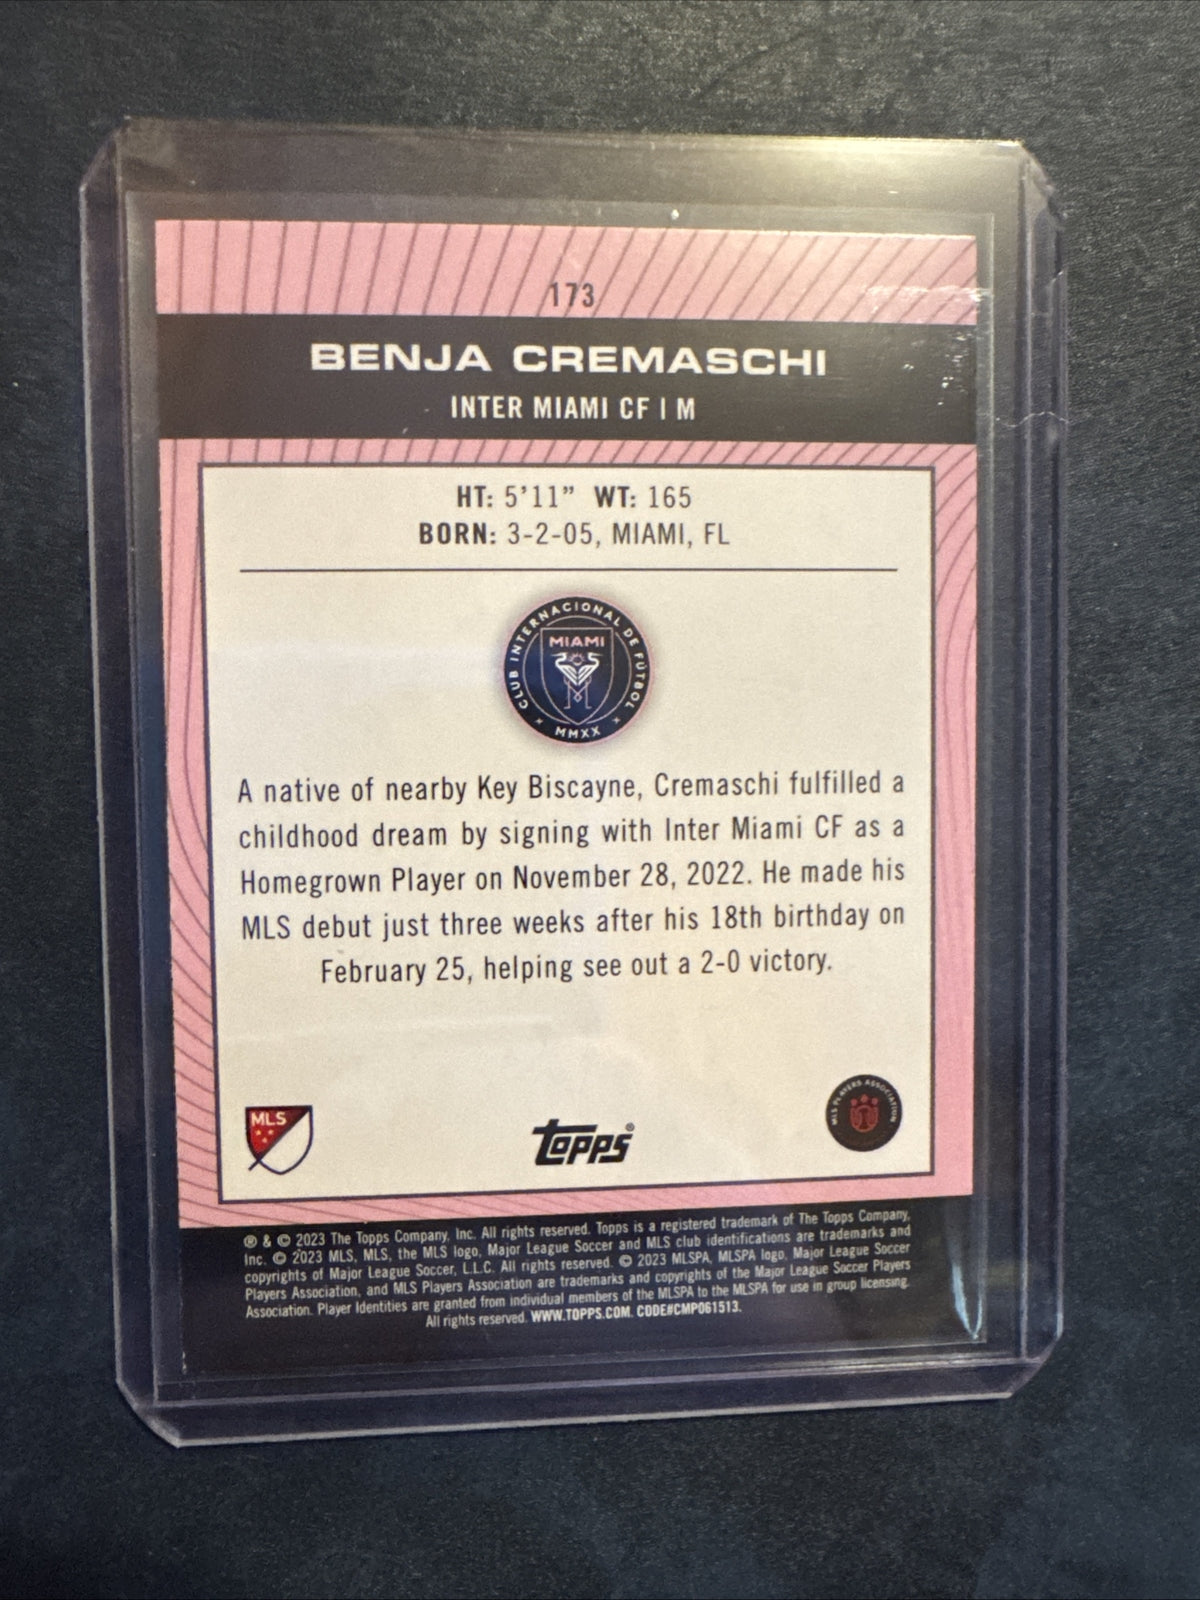 173
BENJA CREMASCHI
INTER MIAMI CF | M
HT: 5'11" WT: 165
BORN: 3-2-05, MIAMI, FL
CLUB INTERNACIONAL DE FÚTBOL
MIAMI
MMXX
A native of nearby Key Biscayne, Cremaschi fulfilled a
childhood dream by signing with Inter Miami CF as a
Homegrown Player on November 28, 2022. He made his
MLS debut just three weeks after his 18th birthday on
February 25, helping see out a 2-0 victory.
MLS
topps®
MLS PLAYERS ASSOCIATION
® & © 2023 The Topps Company, Inc. All rights reserved. Topps is a registered trademark of The Topps Company,
Inc. © 2023 MLS, MLS, the MLS logo, Major League Soccer and MLS club identifications are trademarks and
copyrights of Major League Soccer, L.L.C. All rights reserved. © 2023 MLSPA, MLSPA logo, Major League Soccer
Players Association, and MLS Players Association are trademarks and copyrights of the Major League Soccer Players
Association. Player Identities are granted from individual members of the MLSPA to the MLSPA for use in group licensing.
All rights reserved. WWW.TOPPS.COM. CODE#CMP061513.